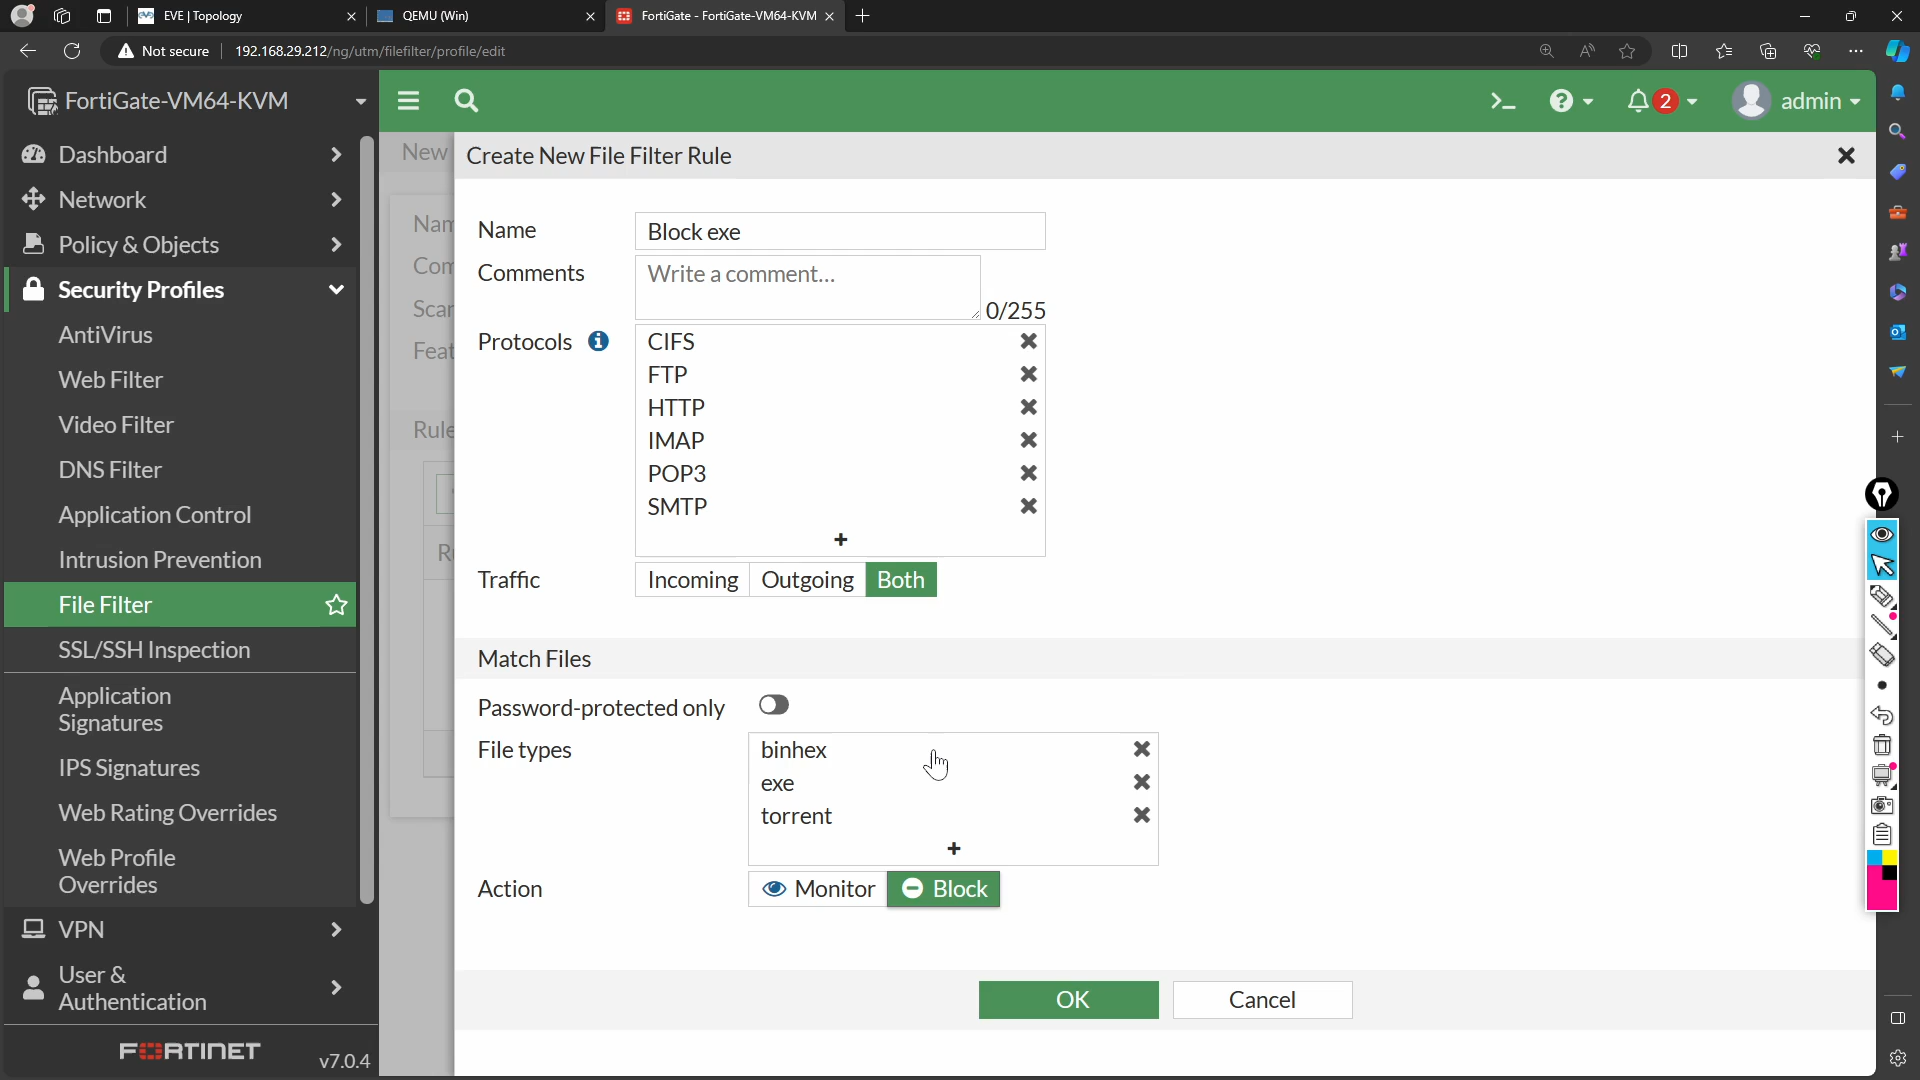 EVE | Topology
QEMU (Win)
FortiGate - FortiGate-VM64-KVM
Not secure
192.168.29.212/ng/utm/filefilter/profile/edit
FortiGate-VM64-KVM
2
admin
Dashboard
Network
Policy & Objects
Security Profiles
AntiVirus
Web Filter
Video Filter
DNS Filter
Application Control
Intrusion Prevention
File Filter
SSL/SSH Inspection
Application
Signatures
IPS Signatures
Web Rating Overrides
Web Profile
Overrides
VPN
User &
Authentication
FORTINET
v7.0.4
New
Create New File Filter Rule
Name
Block exe
Comments
Write a comment...
0/255
Protocols
CIFS
FTP
HTTP
IMAP
POP3
SMTP
Traffic
Incoming
Outgoing
Both
Match Files
Password-protected only
File types
binhex
exe
torrent
Action
Monitor
Block
OK
Cancel